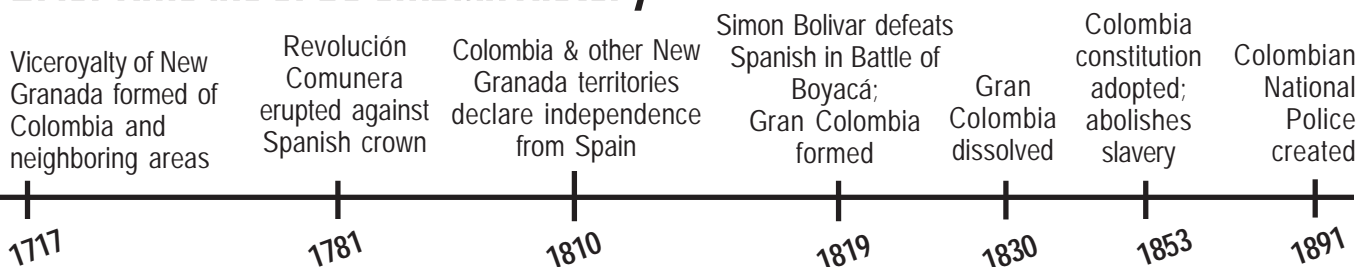 Viceroyalty of New
Granada formed of
Colombia and
neighboring areas
Revolución
Comunera
erupted against
Spanish crown
Colombia & other New
Granada territories
declare independence
from Spain
Simon Bolivar defeats
Spanish in Battle of
Boyacá;
Gran Colombia
formed
Gran
Colombia
dissolved
Colombia
constitution
adopted;
abolishes
slavery
Colombian
National
Police
created
1717
1781
1810
1819
1830
1853
1891